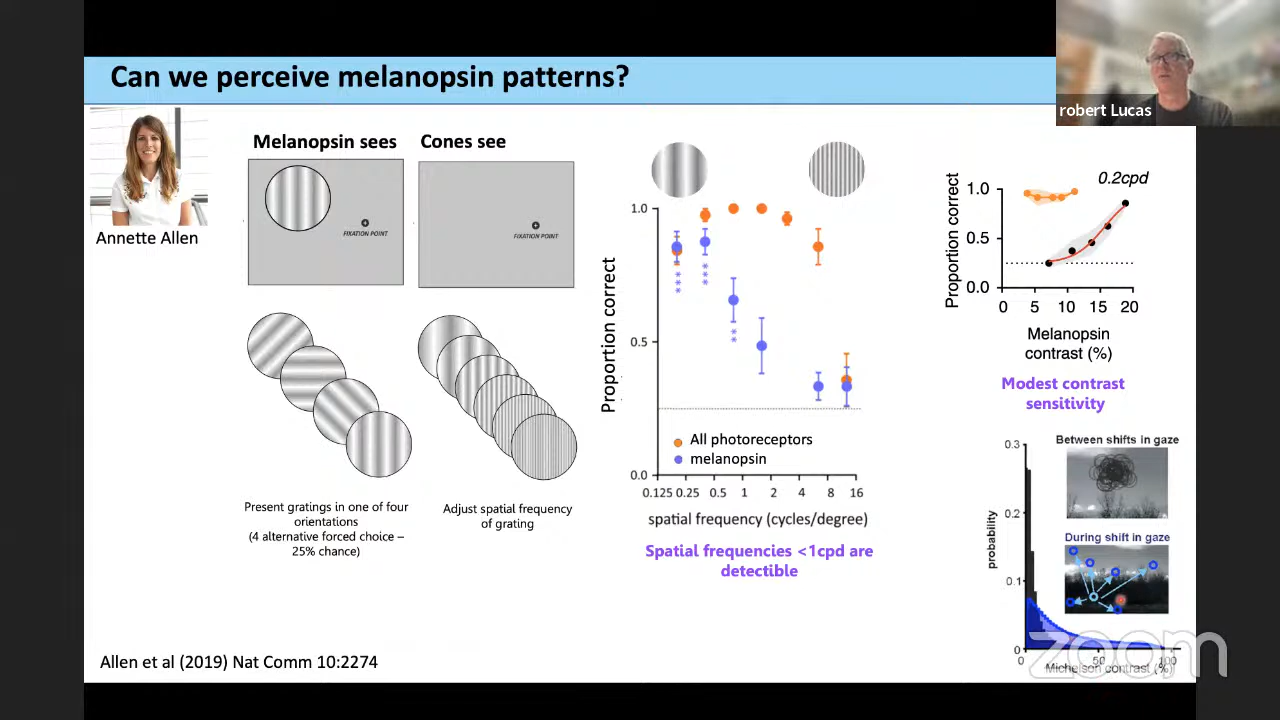 Can we perceive melanopsin patterns?
robert Lucas
Annette Allen
Melanopsin sees
Cones see
FIXATION POINT
FIXATION POINT
Present gratings in one of four
orientations
(4 alternative forced choice –
25% chance)
Adjust spatial frequency
of grating
Proportion correct
1.0
0.5
0.0
****
****
**
All photoreceptors
melanopsin
0.125 0.25 0.5 1 2 4 8 16
spatial frequency (cycles/degree)
Spatial frequencies <1cpd are
detectible
Proportion correct
0.2cpd
1.0
0.5
0.0
0 5 10 15 20
Melanopsin
contrast (%)
Modest contrast
sensitivity
probability
0.3
0.2
0.1
0
Between shifts in gaze
During shift in gaze
0 50 100
Michelson contrast (%)
Allen et al (2019) Nat Comm 10:2274
zoom